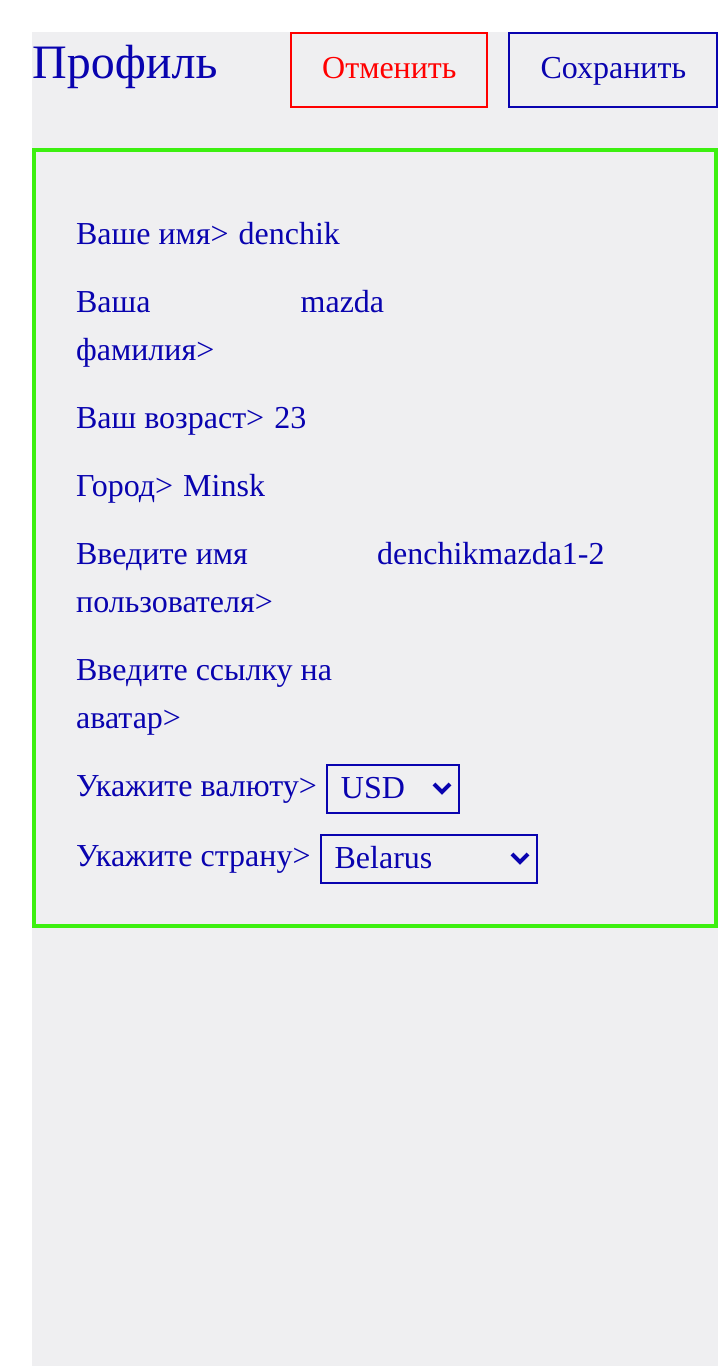 Профиль
Отменить
Сохранить
Ваше имя> denchik
Ваша mazda
фамилия>
Ваш возраст> 23
Город> Minsk
Введите имя denchikmazda1-2
пользователя>
Введите ссылку на
аватар>
Укажите валюту> USD
Укажите страну> Belarus